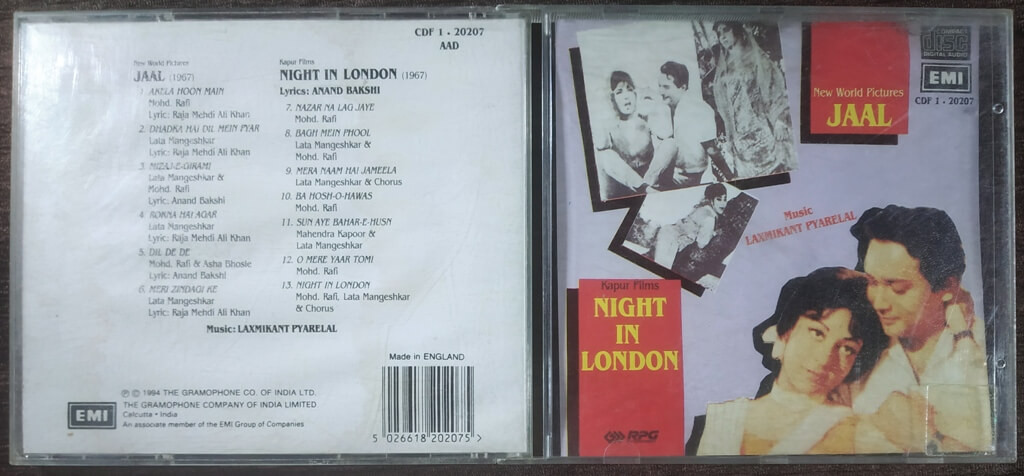 CDF 1 • 20207
AAD
New World Pictures
JAAL (1967)
1. AKELA HOON MAIN
Mohd. Rafi
Lyric: Raja Mehdi Ali Khan
2. DHADKA HAI DIL MEIN PYAR
Lata Mangeshkar
Lyric: Raja Mehdi Ali Khan
3. MIZAJ-E-GIRAMI
Lata Mangeshkar &
Mohd. Rafi
Lyric: Anand Bakshi
4. ROKNA HAI AGAR
Lata Mangeshkar
Lyric: Raja Mehdi Ali Khan
5. DIL DE DE
Mohd. Rafi & Asha Bhosle
Lyric: Anand Bakshi
6. MERI ZINDAGI KE
Lata Mangeshkar
Lyric: Raja Mehdi Ali Khan
Kapur Films
NIGHT IN LONDON (1967)
Lyrics: ANAND BAKSHI
7. NAZAR NA LAG JAYE
Mohd. Rafi
8. BAGH MEIN PHOOL
Lata Mangeshkar &
Mohd. Rafi
9. MERA NAAM HAI JAMEELA
Lata Mangeshkar & Chorus
10. BA HOSH-O-HAWAS
Mohd. Rafi
11. SUN AYE BAHAR-E-HUSN
Mahendra Kapoor &
Lata Mangeshkar
12. O MERE YAAR TOMI
Mohd. Rafi
13. NIGHT IN LONDON
Mohd. Rafi, Lata Mangeshkar
& Chorus
Music: LAXMIKANT PYARELAL
Made in ENGLAND
5 026618 202075 >
EMI
℗ © 1994 THE GRAMOPHONE CO. OF INDIA LTD.
THE GRAMOPHONE COMPANY OF INDIA LIMITED
Calcutta • India
An associate member of the EMI Group of Companies
COMPACT
disc
DIGITAL AUDIO
EMI
CDF 1 • 20207
New World Pictures
JAAL
Music
LAXMIKANT PYARELAL
Kapur Films
NIGHT
IN
LONDON
RPG